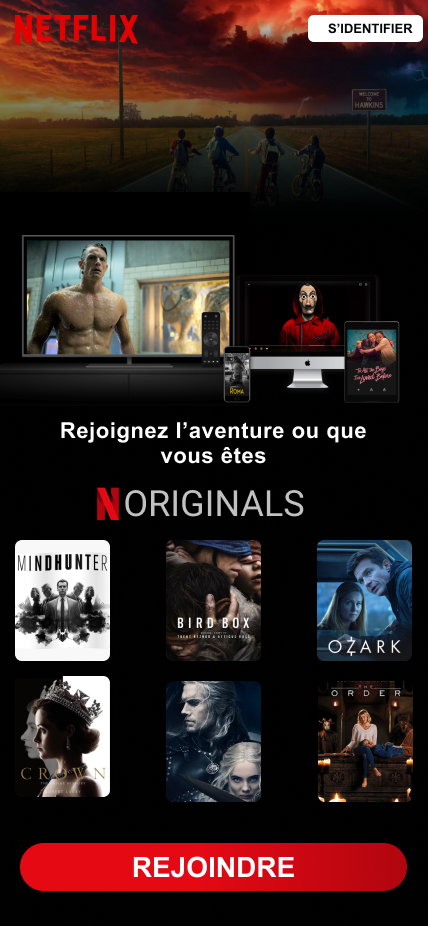 NETFLIX
S'IDENTIFIER
WELCOME TO
HAWKINS
ROMA
To All the Boys
I've Loved Before
Rejoignez l'aventure ou que
vous êtes
N ORIGINALS
MINDHUNTER
BIRD BOX
OZARK
CROWN
THE
ORDER
REJOINDRE